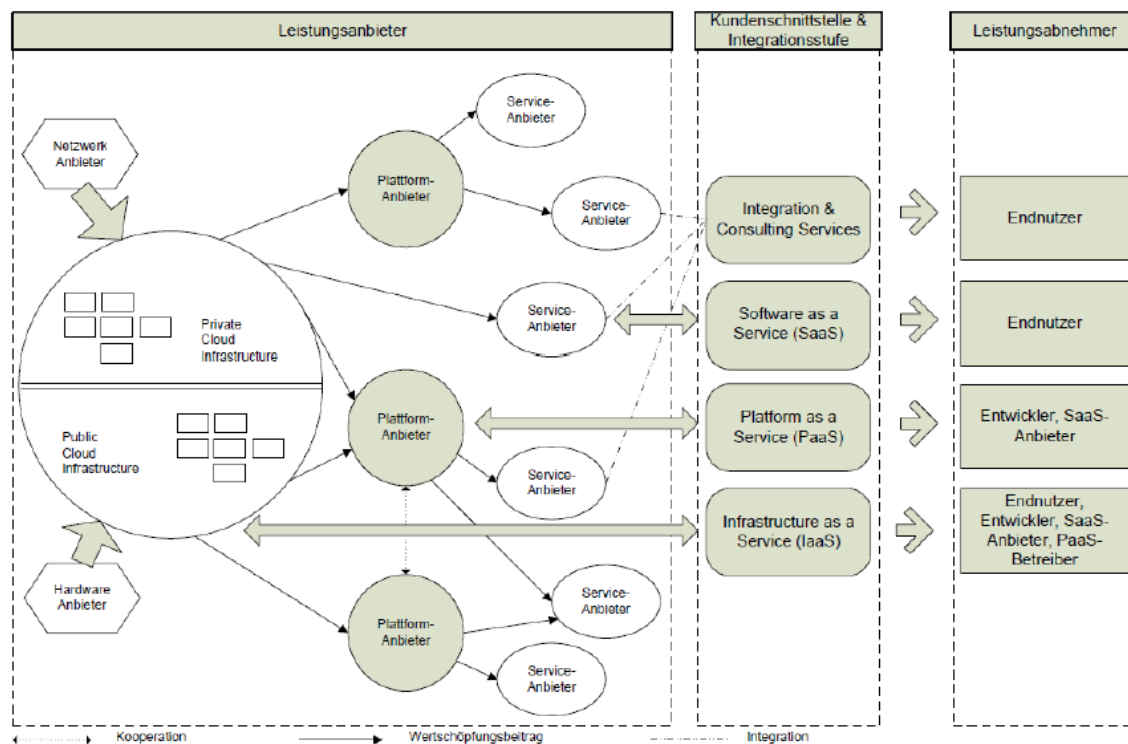 Leistungsanbieter
Kundenschnittstelle &
Integrationsstufe
Leistungsabnehmer
Netzwerk
Anbieter
Plattform-
Anbieter
Service-
Anbieter
Service-
Anbieter
Service-
Anbieter
Private
Cloud
Infrastructure
Public
Cloud
Infrastructure
Plattform-
Anbieter
Service-
Anbieter
Hardware
Anbieter
Plattform-
Anbieter
Service-
Anbieter
Service-
Anbieter
Integration &
Consulting Services
Endnutzer
Software as a
Service (SaaS)
Endnutzer
Platform as a
Service (PaaS)
Entwickler, SaaS-
Anbieter
Infrastructure as a
Service (IaaS)
Endnutzer,
Entwickler, SaaS-
Anbieter, PaaS-
Betreiber
Kooperation
Wertschöpfungsbeitrag
Integration